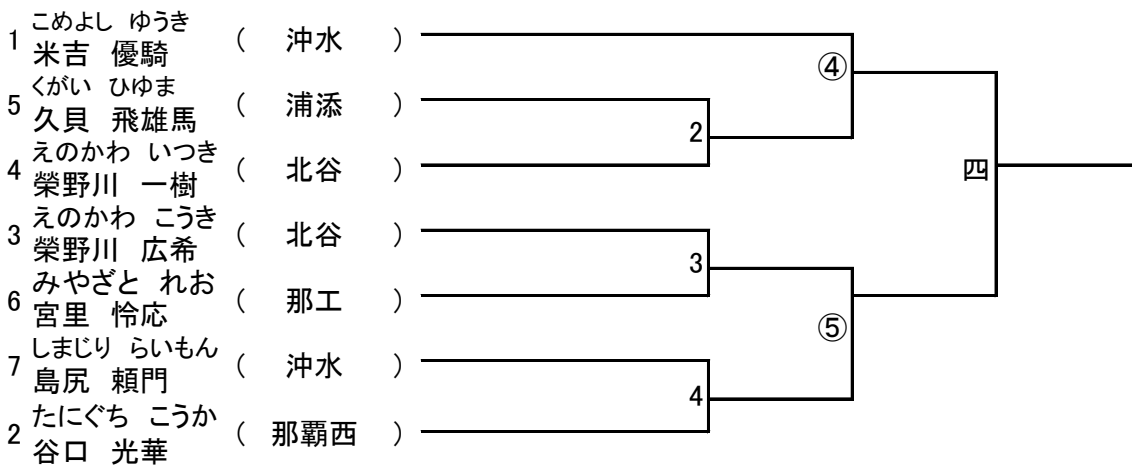 こめよし ゆうき
1 米吉 優騎 ( 沖水 )
くがい ひゆま
5 久貝 飛雄馬 ( 浦添 )
えのかわ いつき
4 榮野川 一樹 ( 北谷 )
えのかわ こうき
3 榮野川 広希 ( 北谷 )
みやざと れお
6 宮里 怜応 ( 那工 )
しまじり らいもん
7 島尻 頼門 ( 沖水 )
たにぐち こうか
2 谷口 光華 ( 那覇西 )
2
3
4
④
⑤
四